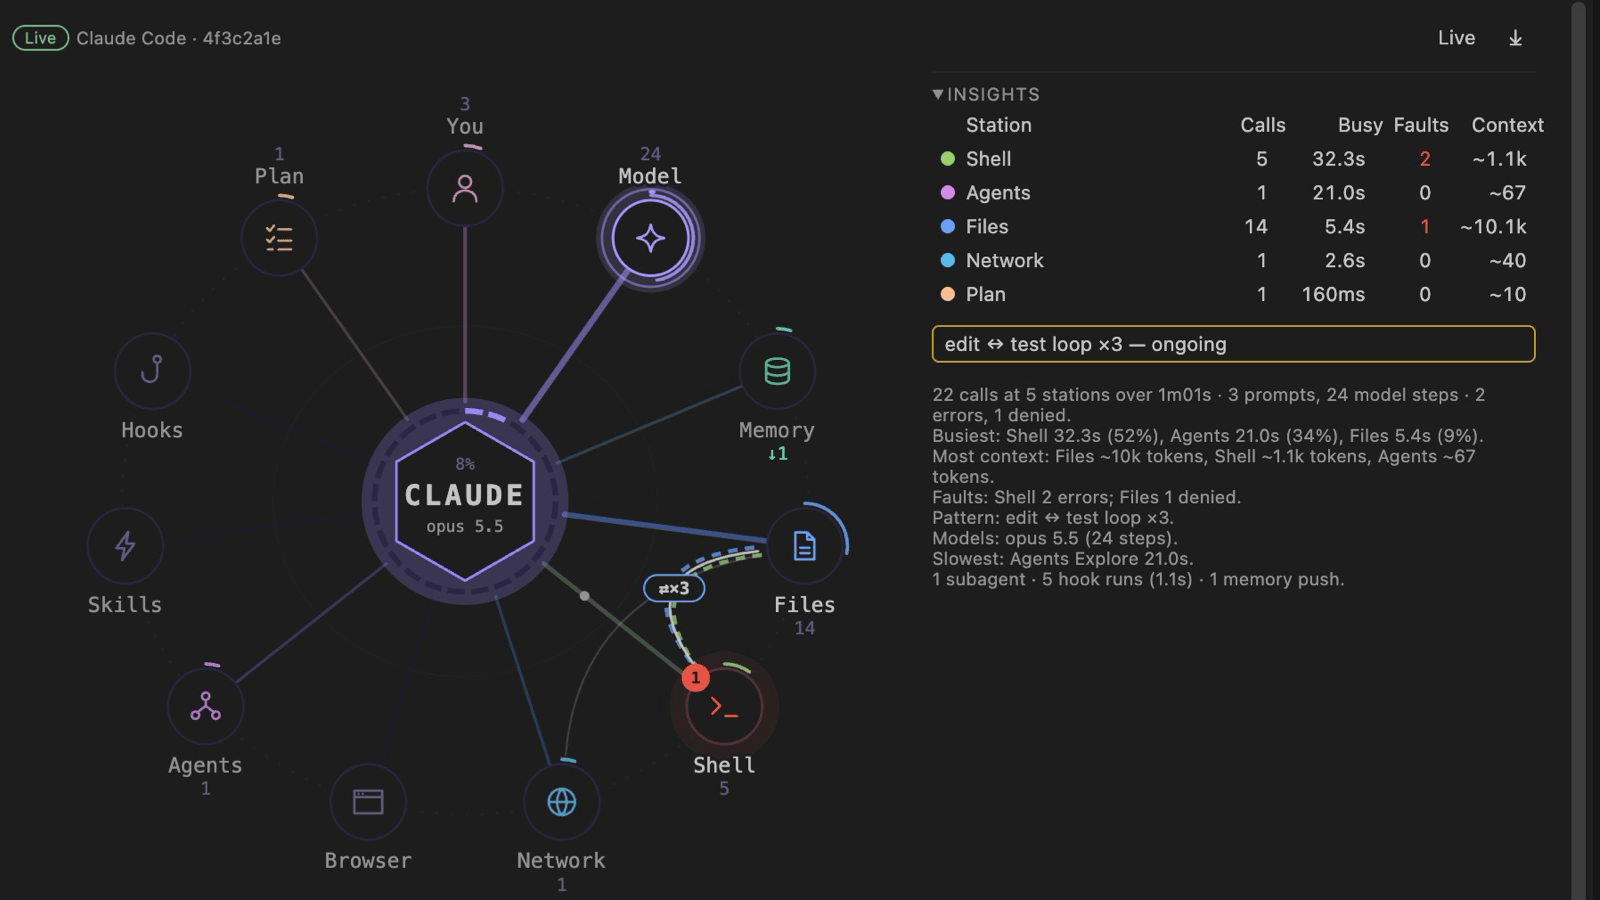 Live Claude Code · 4f3c2a1e
Live
3
You
1
Plan
24
Model
Hooks
Memory
↓1
8%
CLAUDE
opus 5.5
Skills
Files
14
⇄×3
1
Agents
1
Shell
5
Browser
Network
1
▼INSIGHTS
Station Calls Busy Faults Context
Shell 5 32.3s 2 ~1.1k
Agents 1 21.0s 0 ~67
Files 14 5.4s 1 ~10.1k
Network 1 2.6s 0 ~40
Plan 1 160ms 0 ~10
edit ↔ test loop ×3 — ongoing
22 calls at 5 stations over 1m01s · 3 prompts, 24 model steps · 2
errors, 1 denied.
Busiest: Shell 32.3s (52%), Agents 21.0s (34%), Files 5.4s (9%).
Most context: Files ~10k tokens, Shell ~1.1k tokens, Agents ~67
tokens.
Faults: Shell 2 errors; Files 1 denied.
Pattern: edit ↔ test loop ×3.
Models: opus 5.5 (24 steps).
Slowest: Agents Explore 21.0s.
1 subagent · 5 hook runs (1.1s) · 1 memory push.